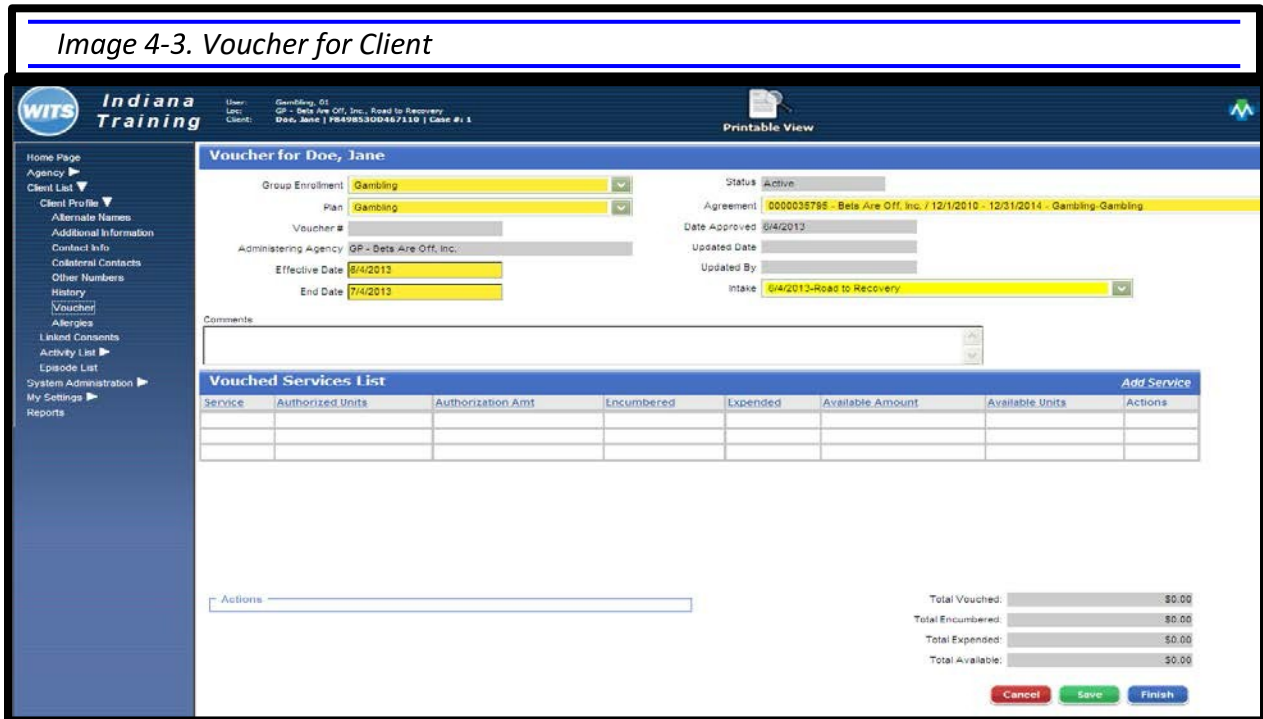 Image 4-3. Voucher for Client
WITS
Indiana
Training
User: Gambling, 01
Loc: GP - Bets Are Off, Inc., Road to Recovery
Client: Doe, Jane | F84985300467110 | Case #: 1
Printable View
Home Page
Agency
Client List
Client Profile
Alternate Names
Additional Information
Contact Info
Collateral Contacts
Other Numbers
History
Voucher
Allergies
Linked Consents
Activity List
Episode List
System Administration
My Settings
Reports
Voucher for Doe, Jane
Group Enrollment Gambling
Plan Gambling
Voucher #
Administering Agency GP - Bets Are Off, Inc.
Effective Date 6/4/2013
End Date 7/4/2013
Status Active
Agreement 0000035795 - Bets Are Off, Inc. / 12/1/2010 - 12/31/2014 - Gambling-Gambling
Date Approved 6/4/2013
Updated Date
Updated By
Intake 6/4/2013-Road to Recovery
Comments
Vouched Services List Add Service
Service Authorized Units Authorization Amt Encumbered Expended Available Amount Available Units Actions
Actions
Total Vouched: $0.00
Total Encumbered: $0.00
Total Expended: $0.00
Total Available: $0.00
Cancel Save Finish